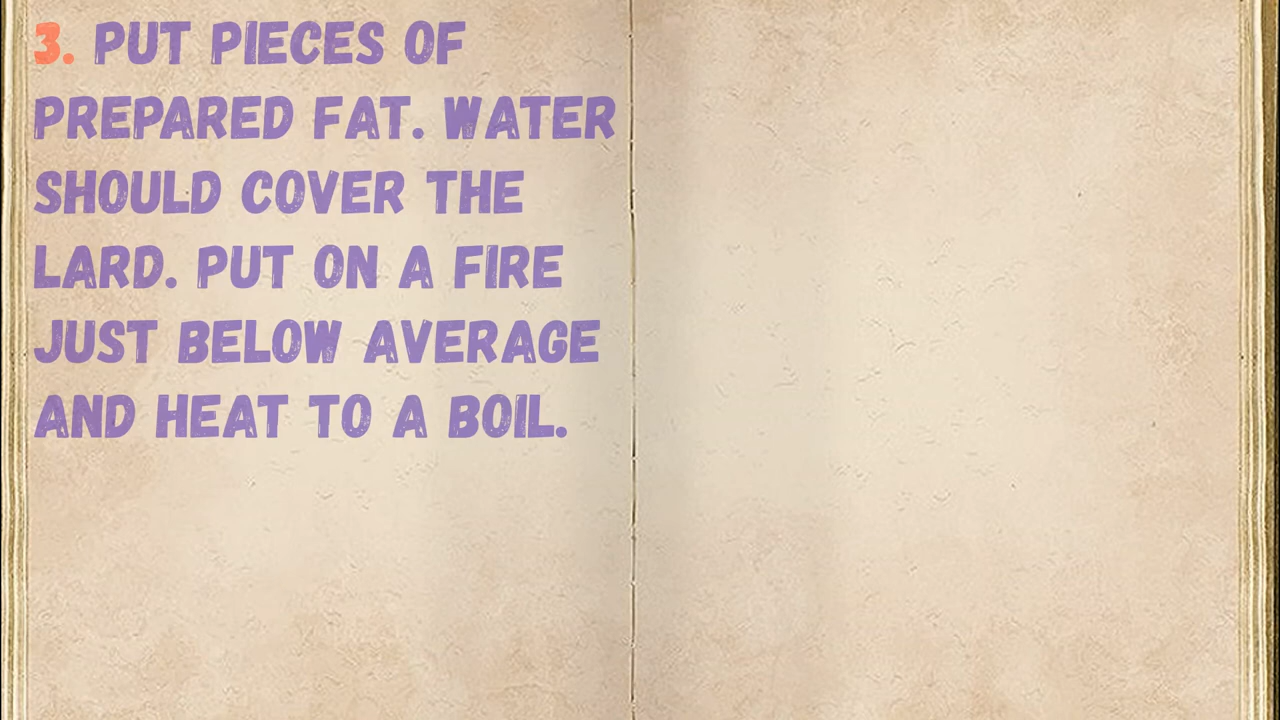 3. PUT PIECES OF
PREPARED FAT. WATER
SHOULD COVER THE
LARD. PUT ON A FIRE
JUST BELOW AVERAGE
AND HEAT TO A BOIL.